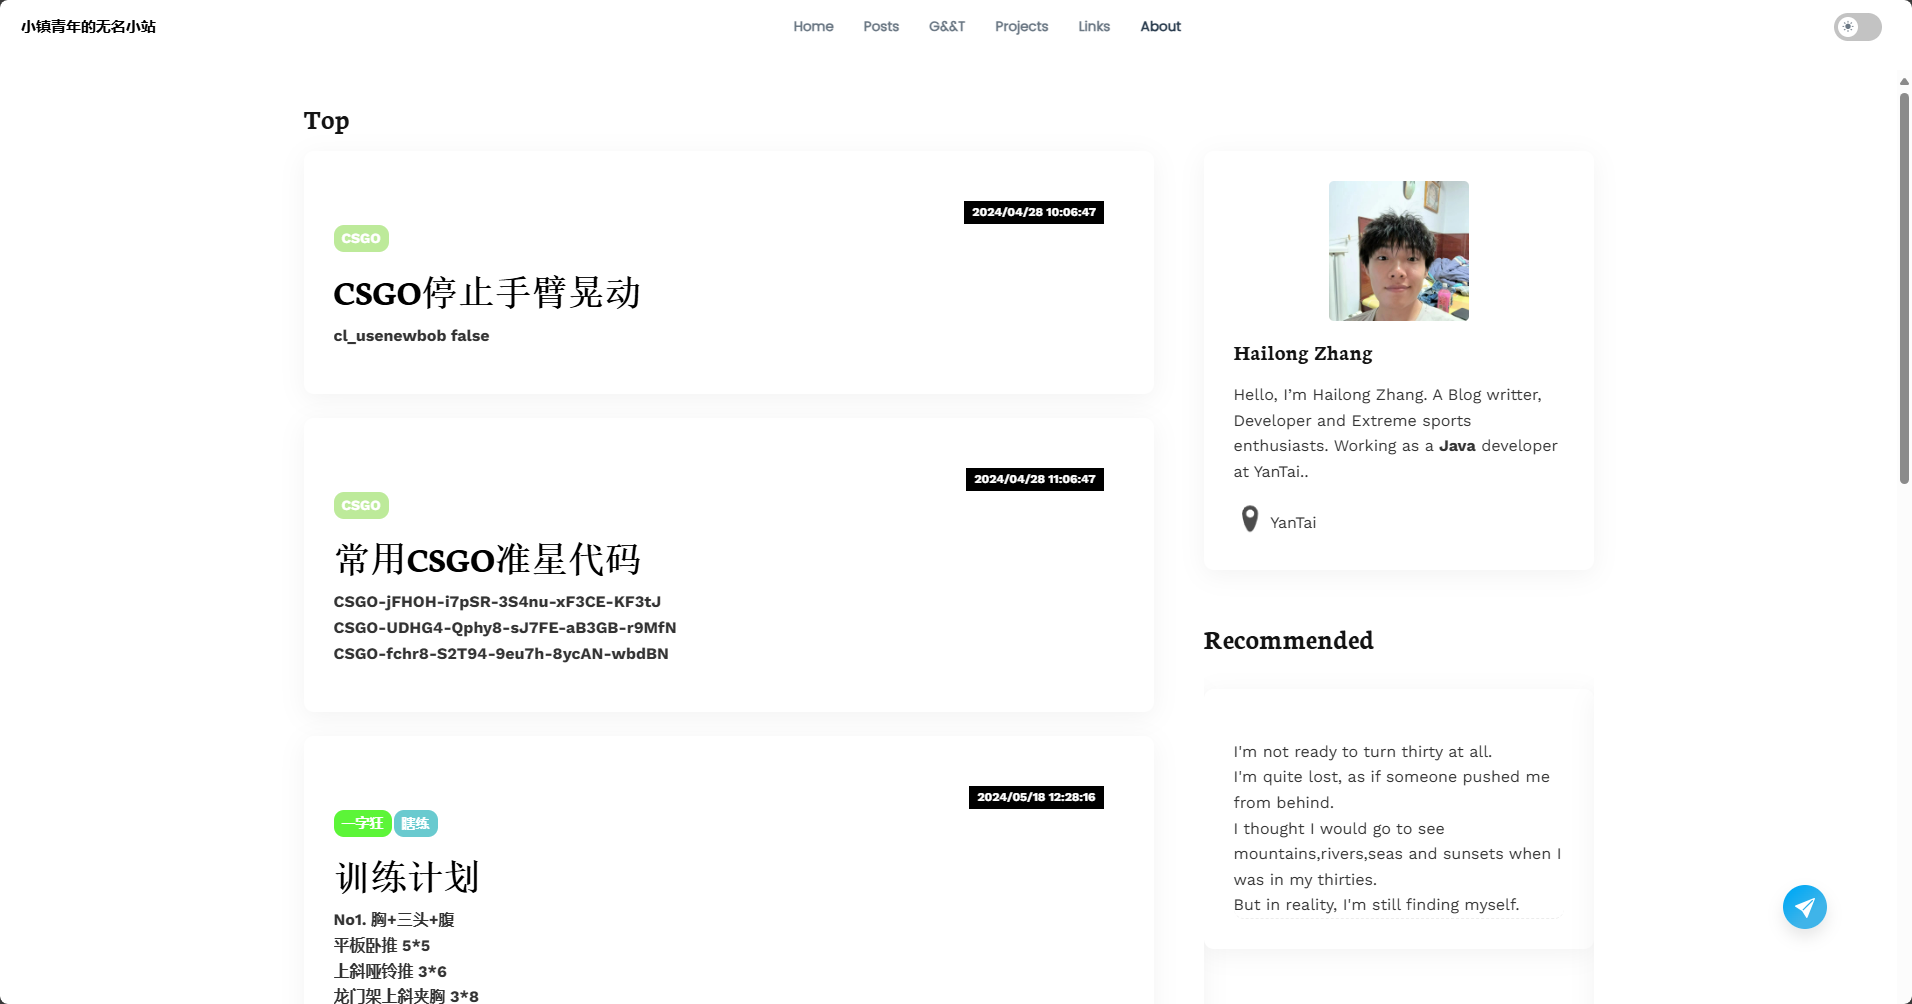 小镇青年的无名小站
Home Posts G&&T Projects Links About
Top
2024/04/28 10:06:47
CSGO
CSGO停止手臂晃动
cl_usenewbob false
2024/04/28 11:06:47
CSGO
常用CSGO准星代码
CSGO-jFHOH-i7pSR-3S4nu-xF3CE-KF3tJ
CSGO-UDHG4-Qphy8-sJ7FE-aB3GB-r9MfN
CSGO-fchr8-S2T94-9eu7h-8ycAN-wbdBN
2024/05/18 12:28:16
一字狂 瞎练
训练计划
No1. 胸+三头+腹
平板卧推 5*5
上斜哑铃推 3*6
龙门架上斜夹胸 3*8
Hailong Zhang
Hello, I’m Hailong Zhang. A Blog writter,
Developer and Extreme sports
enthusiasts. Working as a Java developer
at YanTai..
YanTai
Recommended
I'm not ready to turn thirty at all.
I'm quite lost, as if someone pushed me
from behind.
I thought I would go to see
mountains,rivers,seas and sunsets when I
was in my thirties.
But in reality, I'm still finding myself.